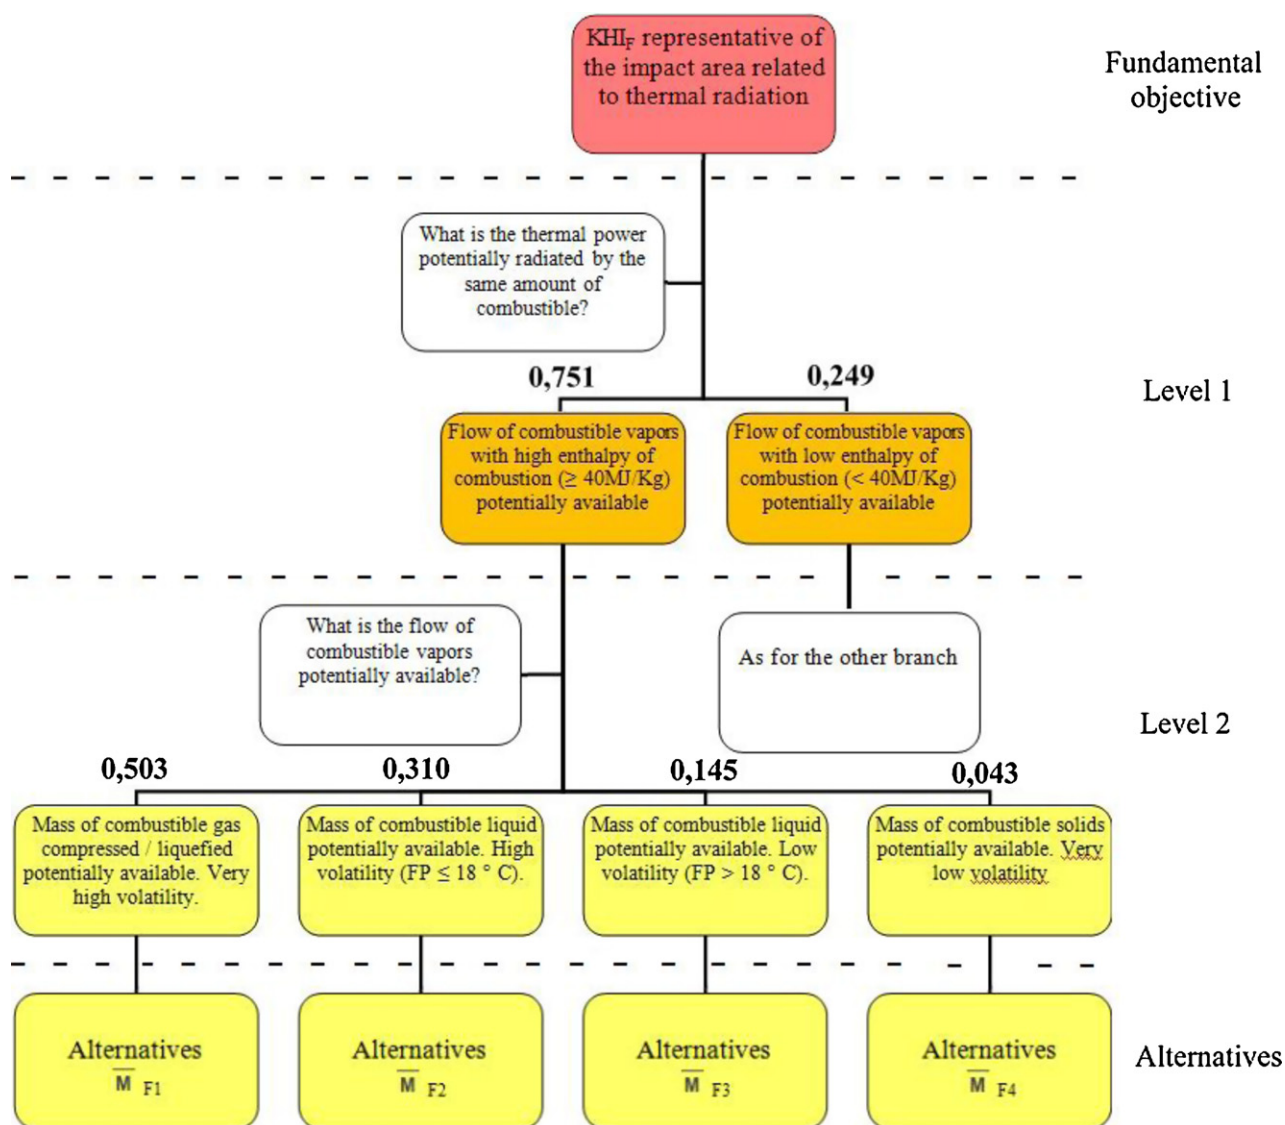 KHIF representative of
the impact area related
to thermal radiation
Fundamental
objective
What is the thermal power
potentially radiated by the
same amount of
combustible?
0,751
0,249
Level 1
Flow of combustible vapors
with high enthalpy of
combustion (≥ 40MJ/Kg)
potentially available
Flow of combustible vapors
with low enthalpy of
combustion (< 40MJ/Kg)
potentially available
What is the flow of
combustible vapors
potentially available?
As for the other branch
Level 2
0,503
0,310
0,145
0,043
Mass of combustible gas
compressed / liquefied
potentially available. Very
high volatility.
Mass of combustible liquid
potentially available. High
volatility (FP ≤ 18 ° C).
Mass of combustible liquid
potentially available. Low
volatility (FP > 18 ° C).
Mass of combustible solids
potentially available. Very
low volatility
Alternatives
M̅ F1
Alternatives
M̅ F2
Alternatives
M̅ F3
Alternatives
M̅ F4
Alternatives